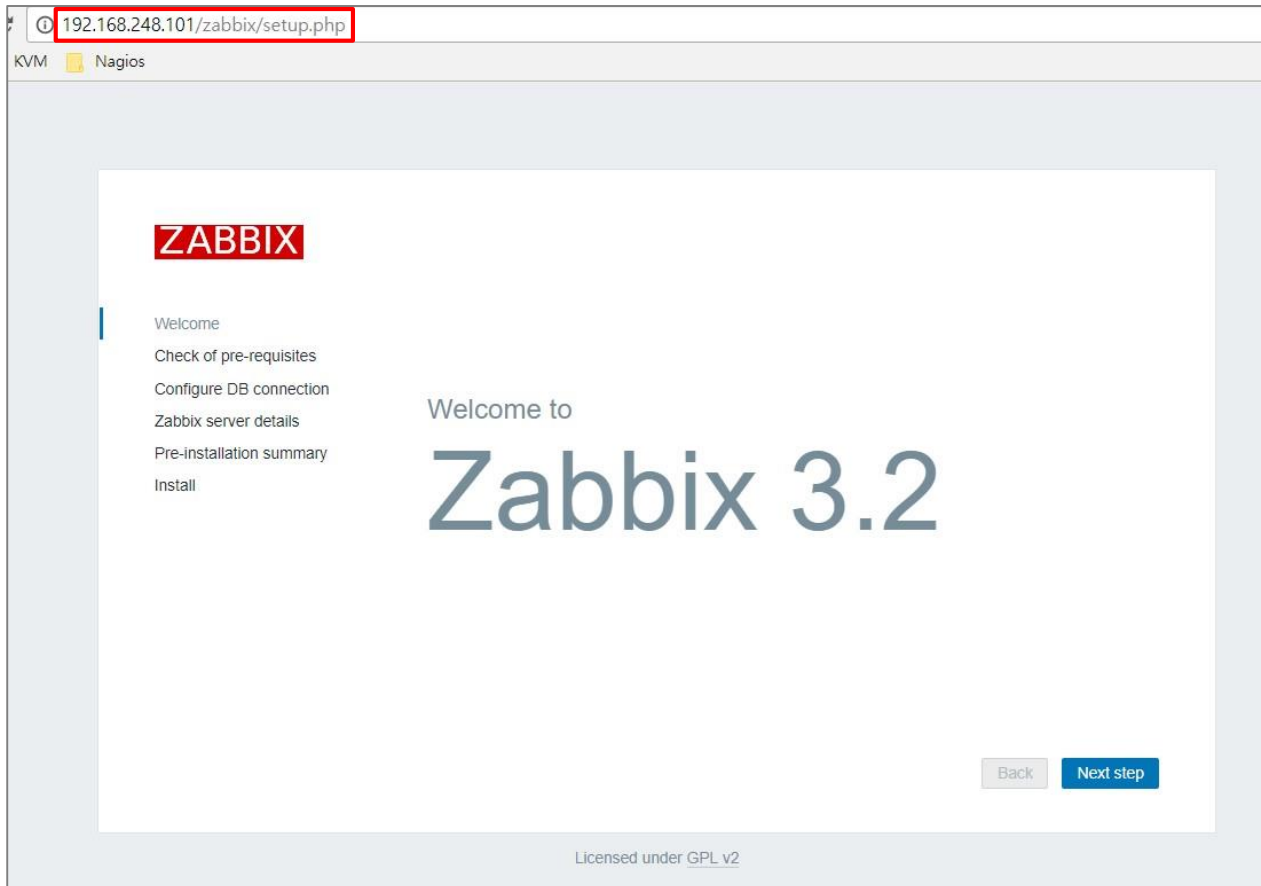 192.168.248.101/zabbix/setup.php
KVM Nagios
ZABBIX
Welcome
Check of pre-requisites
Configure DB connection
Zabbix server details
Pre-installation summary
Install
Welcome to
Zabbix 3.2
Back Next step
Licensed under GPL v2